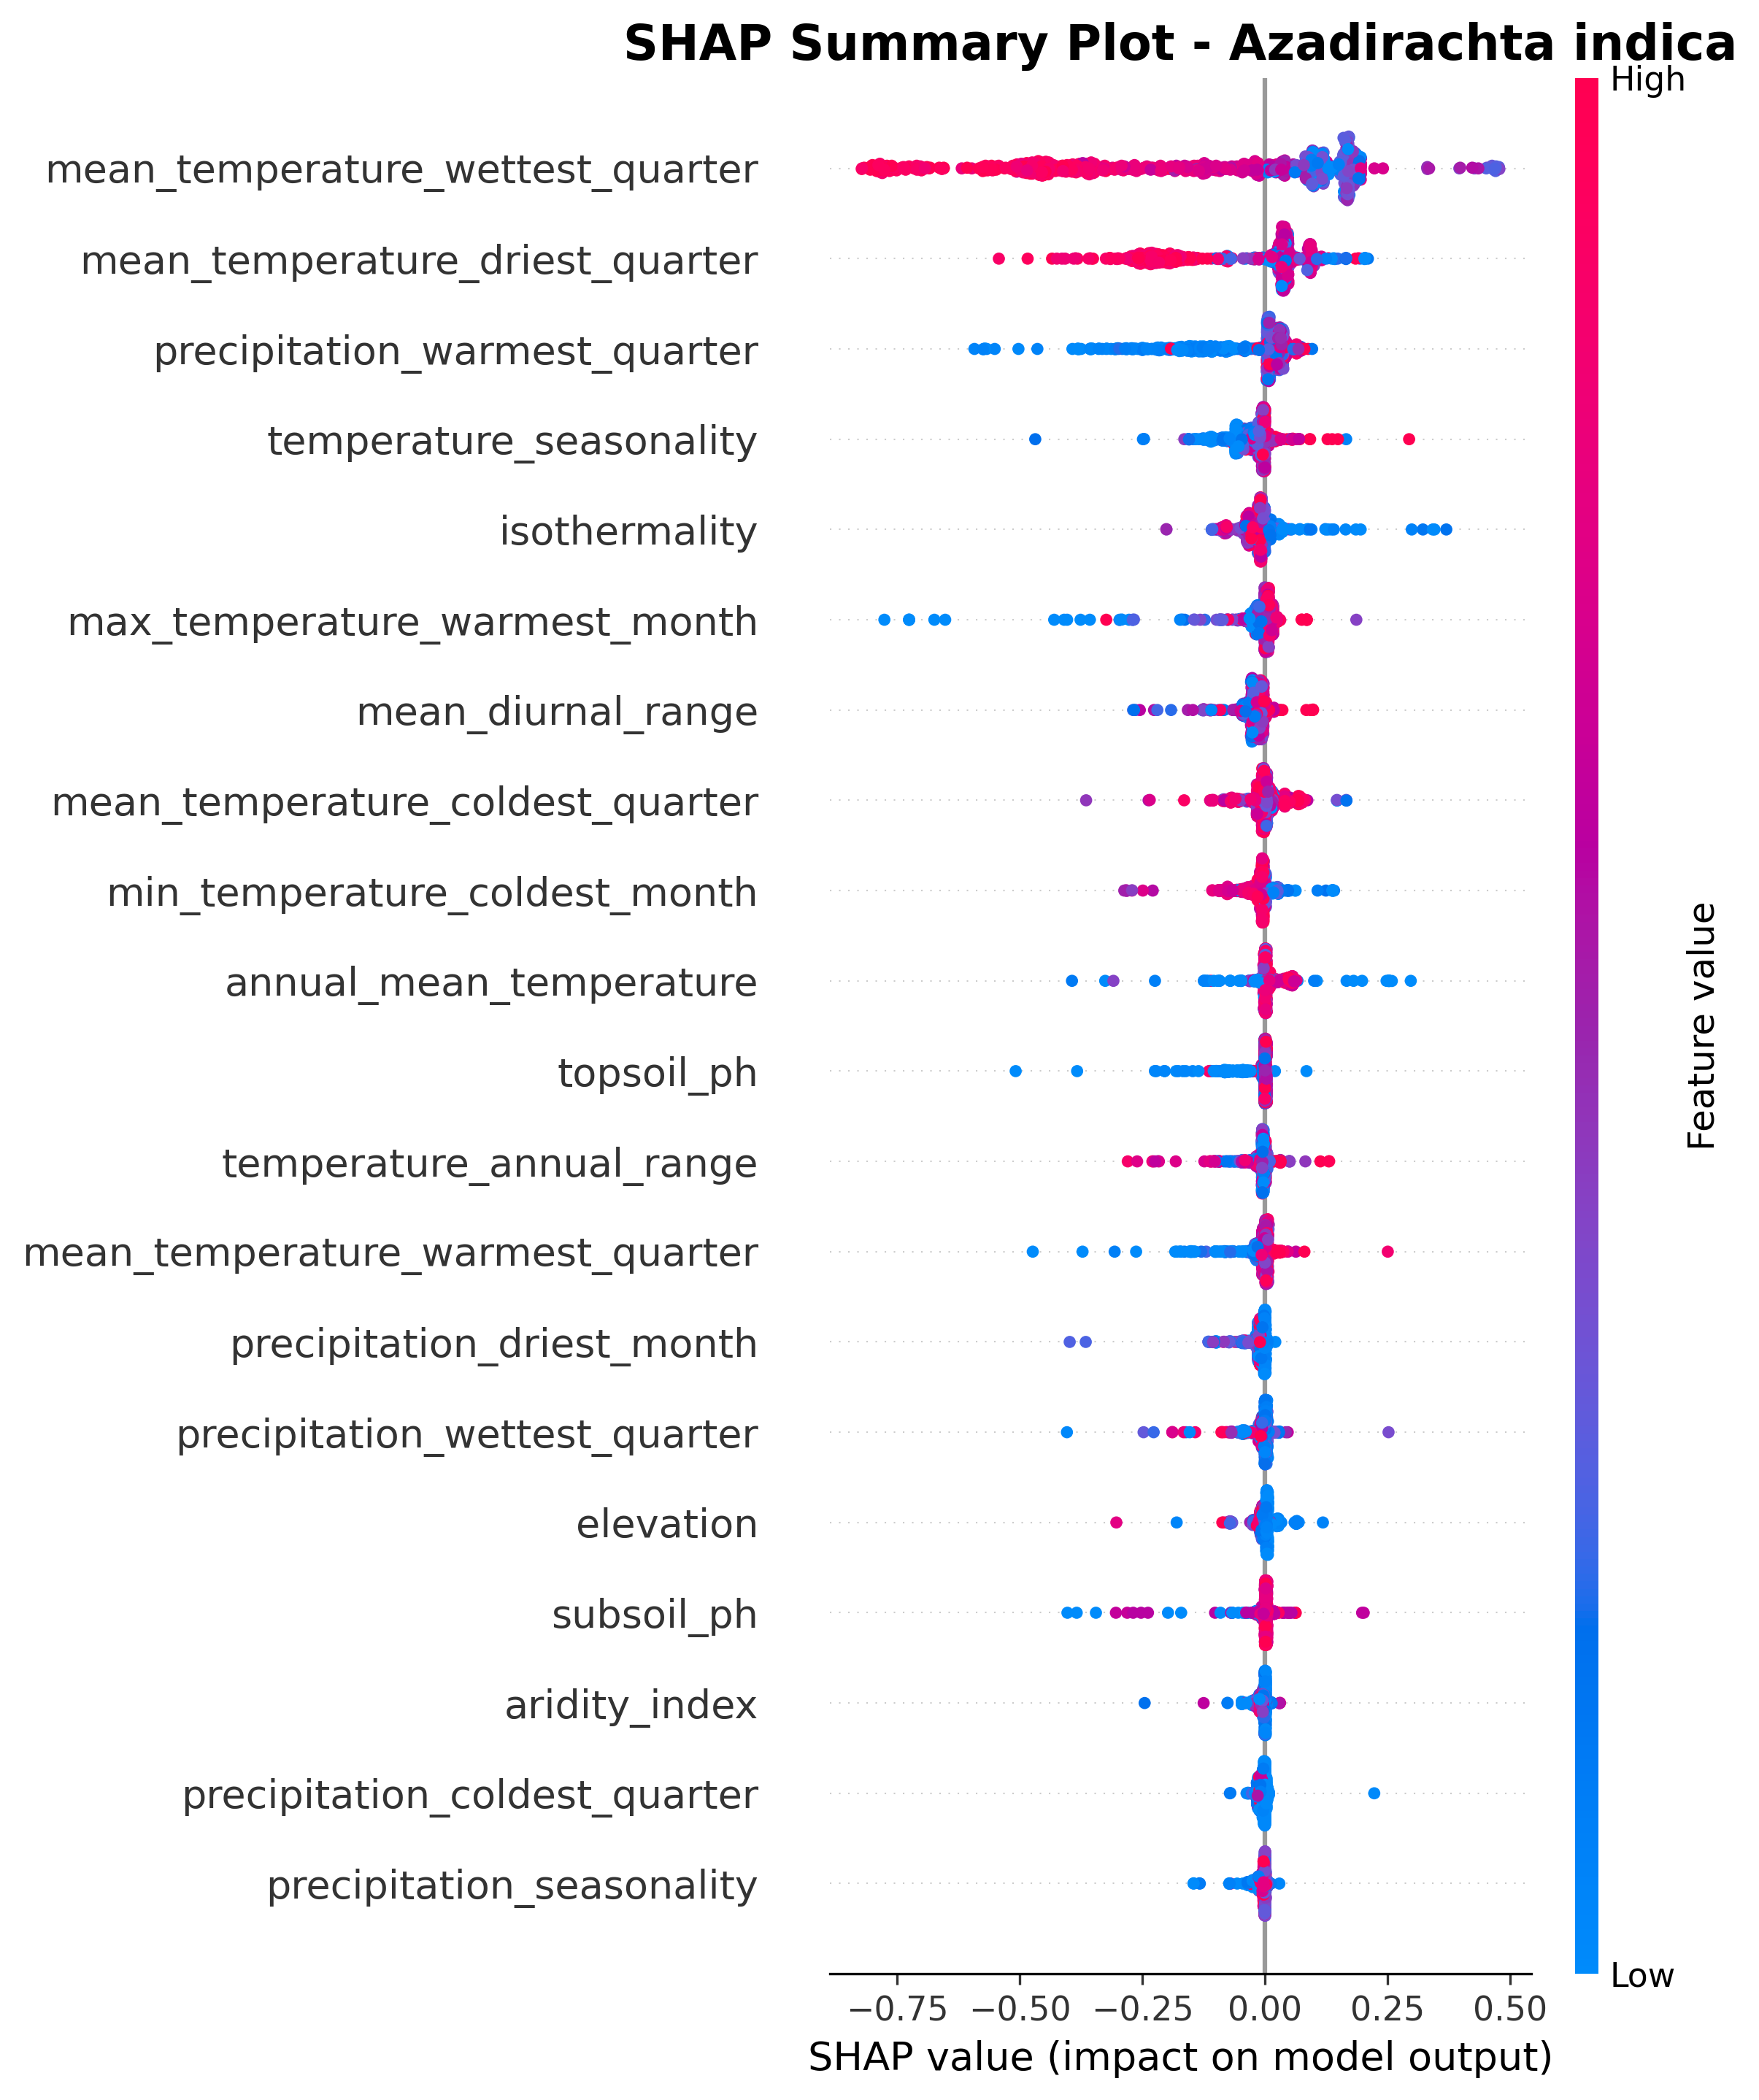 SHAP Summary Plot - Azadirachta indica
High
mean_temperature_wettest_quarter
mean_temperature_driest_quarter
precipitation_warmest_quarter
temperature_seasonality
isothermality
max_temperature_warmest_month
mean_diurnal_range
mean_temperature_coldest_quarter
min_temperature_coldest_month
annual_mean_temperature
topsoil_ph
temperature_annual_range
mean_temperature_warmest_quarter
precipitation_driest_month
precipitation_wettest_quarter
elevation
subsoil_ph
aridity_index
precipitation_coldest_quarter
precipitation_seasonality
Feature value
Low
−0.75 −0.50 −0.25 0.00 0.25 0.50
SHAP value (impact on model output)